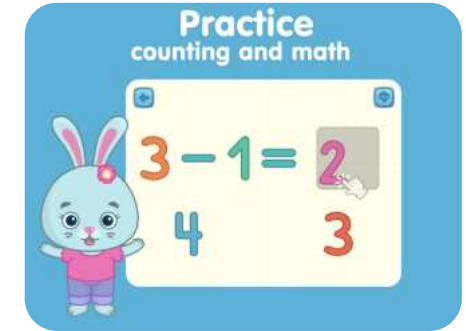 Practice
counting and math
3 - 1 = 2
4 3